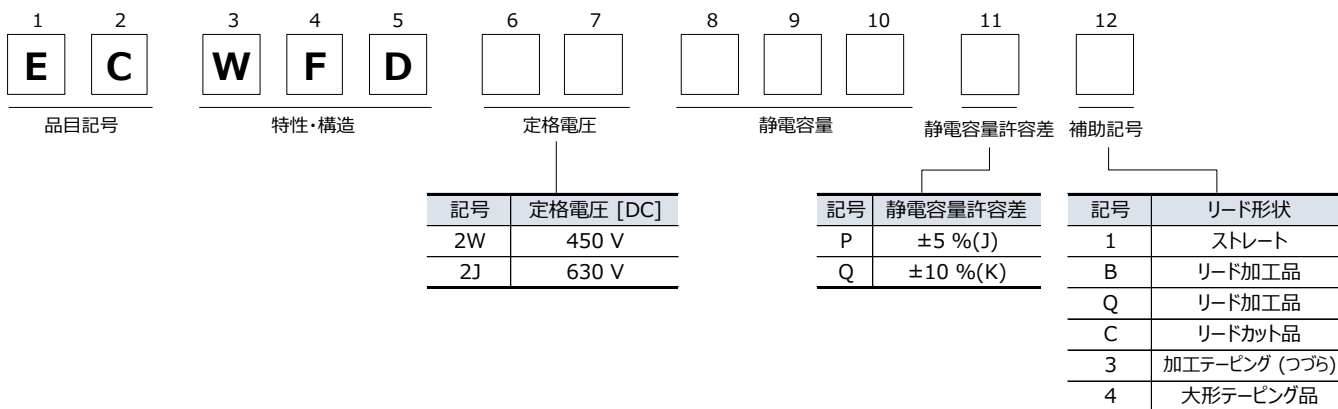 1 2 3 4 5 6 7 8 9 10 11 12
E C W F D
品目記号 特性・構造 定格電圧 静電容量 静電容量許容差 補助記号
記号 定格電圧 [DC]
2W 450 V
2J 630 V
記号 静電容量許容差
P ±5 %(J)
Q ±10 %(K)
記号 リード形状
1 ストレート
B リード加工品
Q リード加工品
C リードカット品
3 加工テーピング (つづら)
4 大形テーピング品